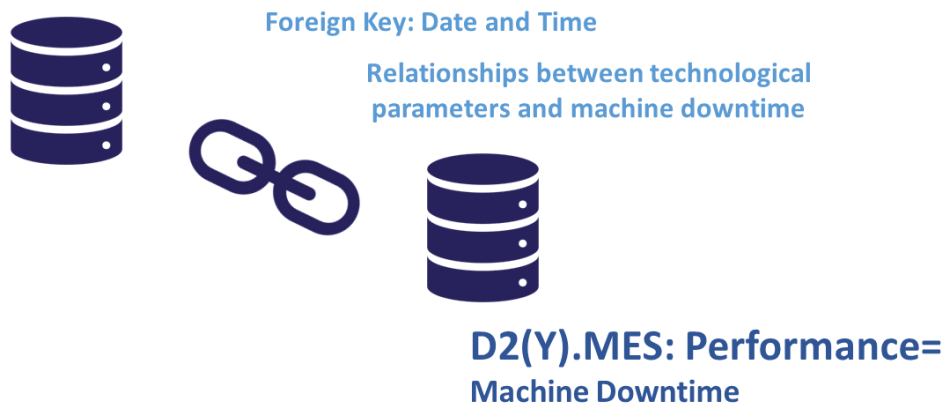 Foreign Key: Date and Time
Relationships between technological
parameters and machine downtime
D2(Y).MES: Performance=
Machine Downtime